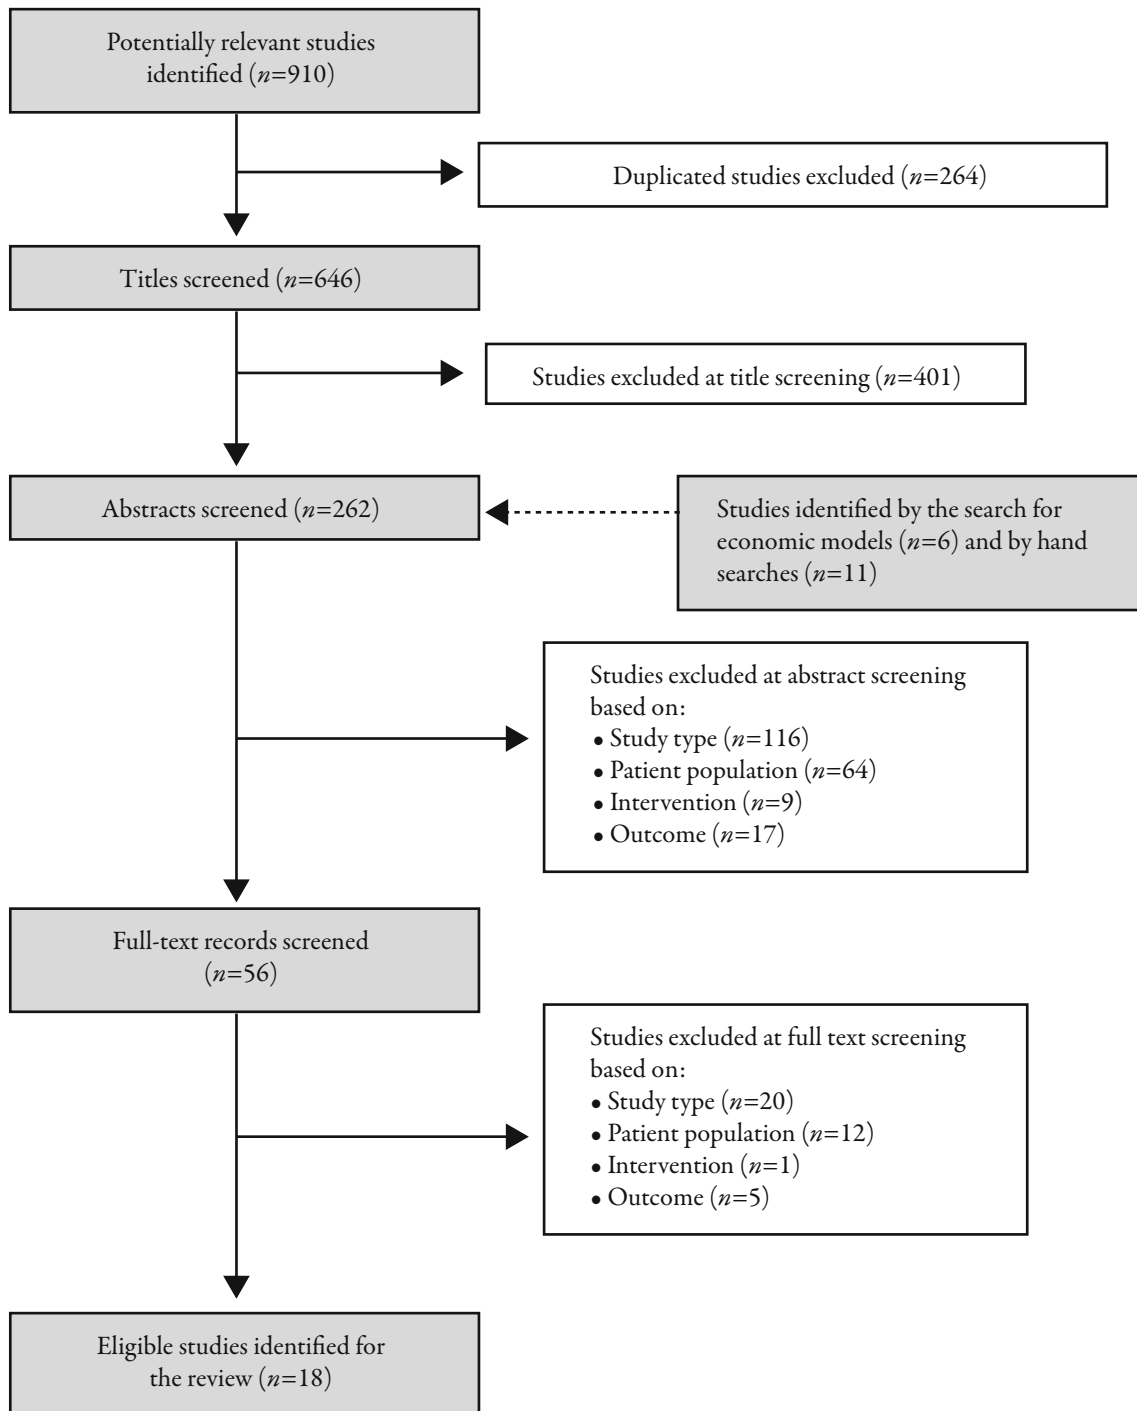 Potentially relevant studies
identified (n=910)
Duplicated studies excluded (n=264)
Titles screened (n=646)
Studies excluded at title screening (n=401)
Abstracts screened (n=262)
Studies identified by the search for
economic models (n=6) and by hand
searches (n=11)
Studies excluded at abstract screening
based on:
• Study type (n=116)
• Patient population (n=64)
• Intervention (n=9)
• Outcome (n=17)
Full-text records screened
(n=56)
Studies excluded at full text screening
based on:
• Study type (n=20)
• Patient population (n=12)
• Intervention (n=1)
• Outcome (n=5)
Eligible studies identified for
the review (n=18)